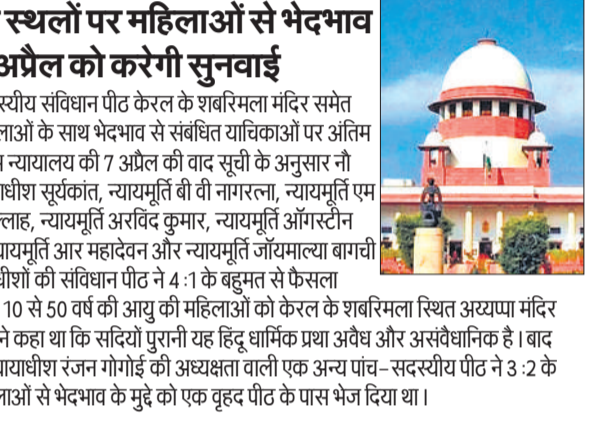 स्थलों पर महिलाओं से भेदभाव
अप्रैल को करेगी सुनवाई
स्यीय संविधान पीठ केरल के शबरिमला मंदिर समेत
लाओं के साथ भेदभाव से संबंधित याचिकाओं पर अंतिम
न्यायालय की 7 अप्रैल की वाद सूची के अनुसार नौ
ाधीश सूर्यकांत, न्यायमूर्ति बी वी नागरत्ना, न्यायमूर्ति एम
ल्लाह, न्यायमूर्ति अरविंद कुमार, न्यायमूर्ति ऑगस्टीन
यायमूर्ति आर महादेवन और न्यायमूर्ति जॉयमाल्या बागची
धीशों की संविधान पीठ ने 4 :1 के बहुमत से फैसला
10 से 50 वर्ष की आयु की महिलाओं को केरल के शबरिमला स्थित अय्यप्पा मंदिर
ने कहा था कि सदियों पुरानी यह हिंदू धार्मिक प्रथा अवैध और असंवैधानिक है। बाद
यायाधीश रंजन गोगोई की अध्यक्षता वाली एक अन्य पांच-सदस्यीय पीठ ने 3 :2 के
लाओं से भेदभाव के मुद्दे को एक वृहद पीठ के पास भेज दिया था।